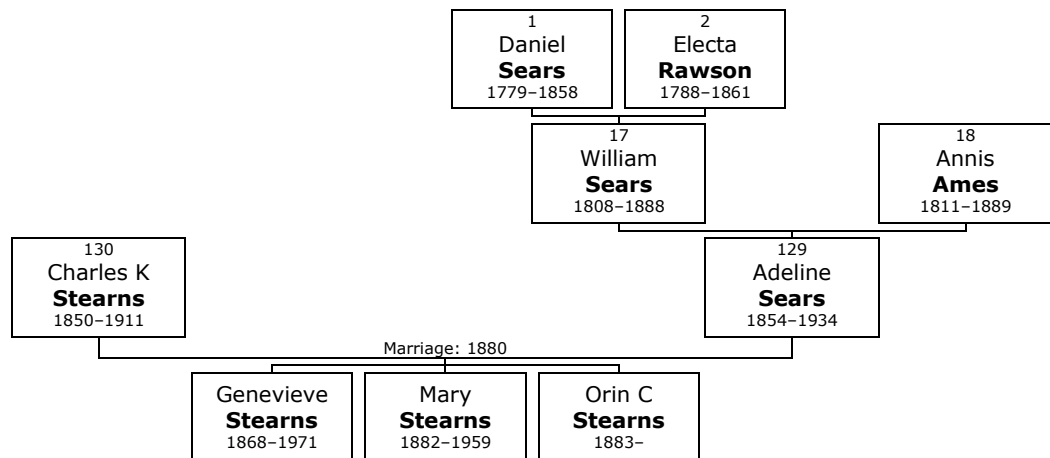 1
Daniel
Sears
1779–1858
2
Electa
Rawson
1788–1861
17
William
Sears
1808–1888
18
Annis
Ames
1811–1889
130
Charles K
Stearns
1850–1911
129
Adeline
Sears
1854–1934
Marriage: 1880
Genevieve
Stearns
1868–1971
Mary
Stearns
1882–1959
Orin C
Stearns
1883–